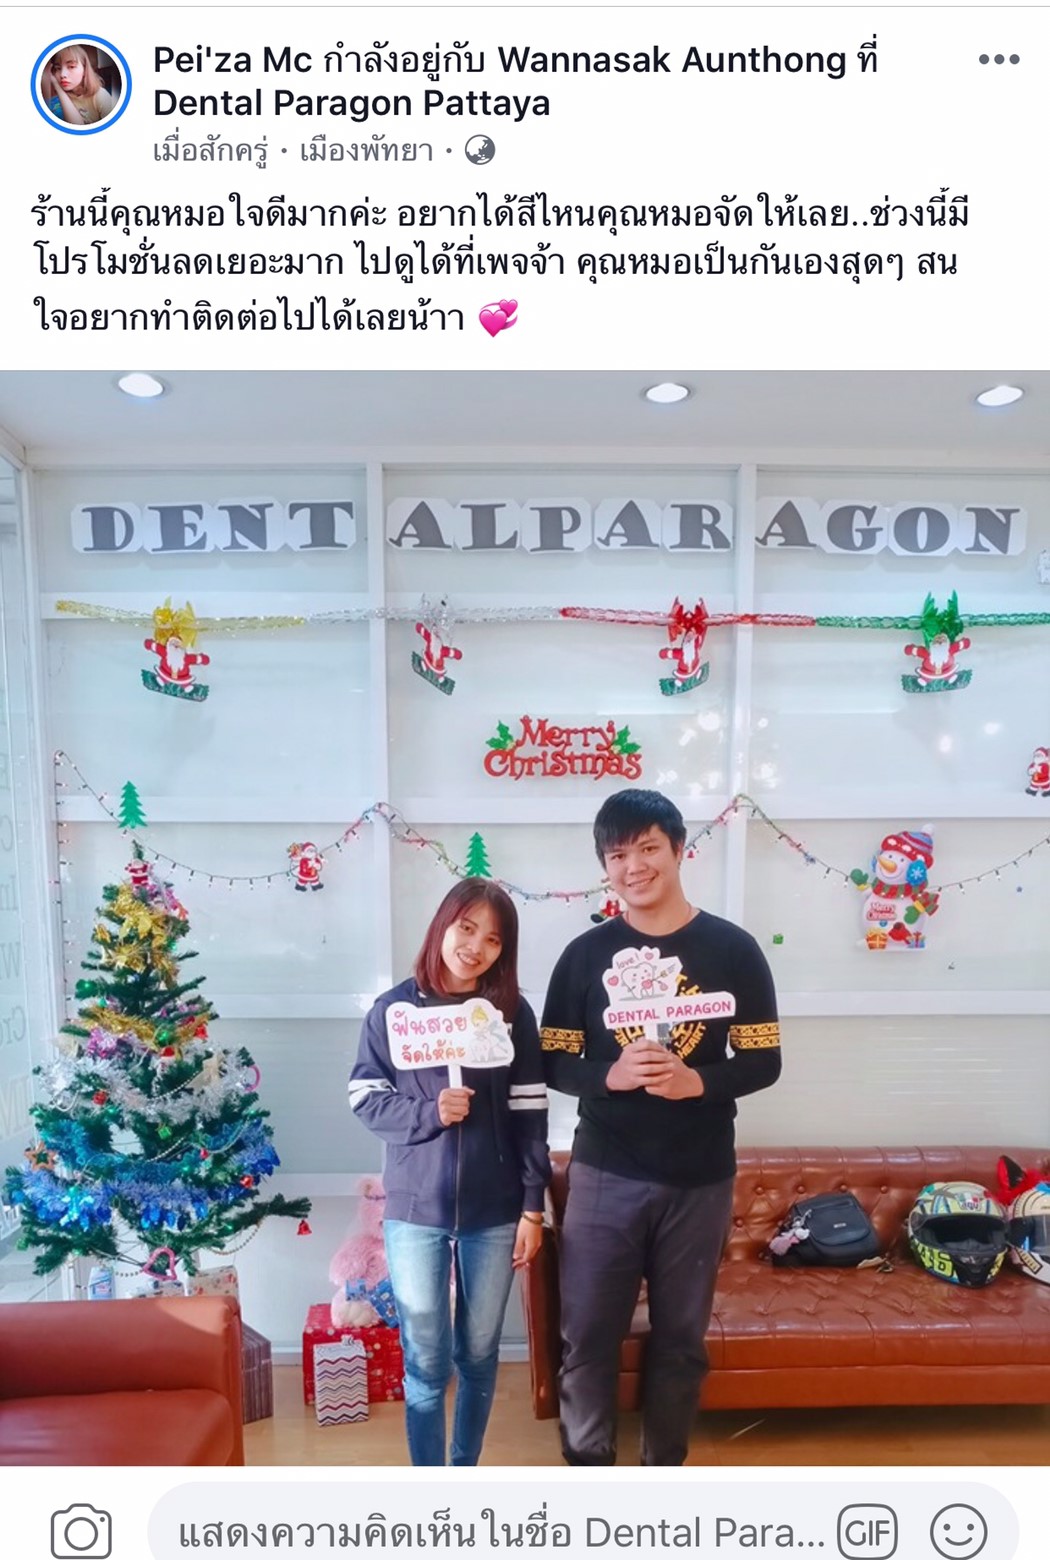 Pei'za Mc กำลังอยู่กับ Wannasak Aunthong ที่
Dental Paragon Pattaya
เมื่อสักครู่ · เมืองพัทยา ·
ร้านนี้คุณหมอใจดีมากค่ะ อยากได้สีไหนคุณหมอจัดให้เลย..ช่วงนี้มี
โปรโมชั่นลดเยอะมาก ไปดูได้ที่เพจจ้า คุณหมอเป็นกันเองสุดๆ สน
ใจอยากทำติดต่อไปได้เลยน้าา 💞
DENTALPARAGON
Merry
Christmas
Merry
Christmas
love!
DENTAL PARAGON
ฟันสวย
จัดให้ค่ะ
แสดงความคิดเห็นในชื่อ Dental Para...
GIF